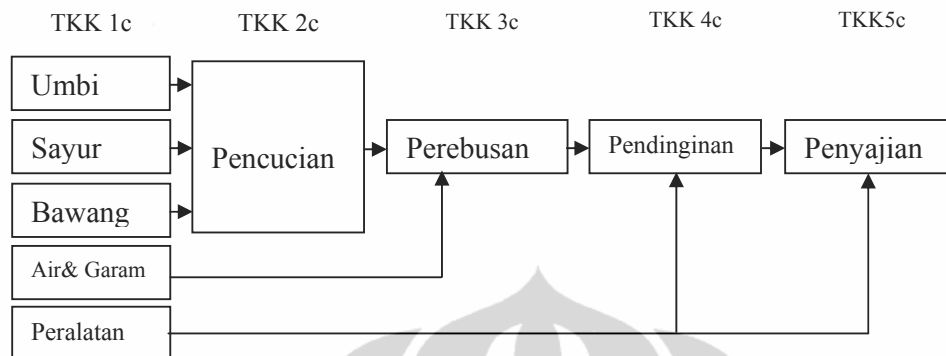 TKK 1c TKK 2c TKK 3c TKK 4c TKK5c
Umbi
Sayur
Bawang
Air& Garam
Peralatan
Pencucian
Perebusan
Pendinginan
Penyajian